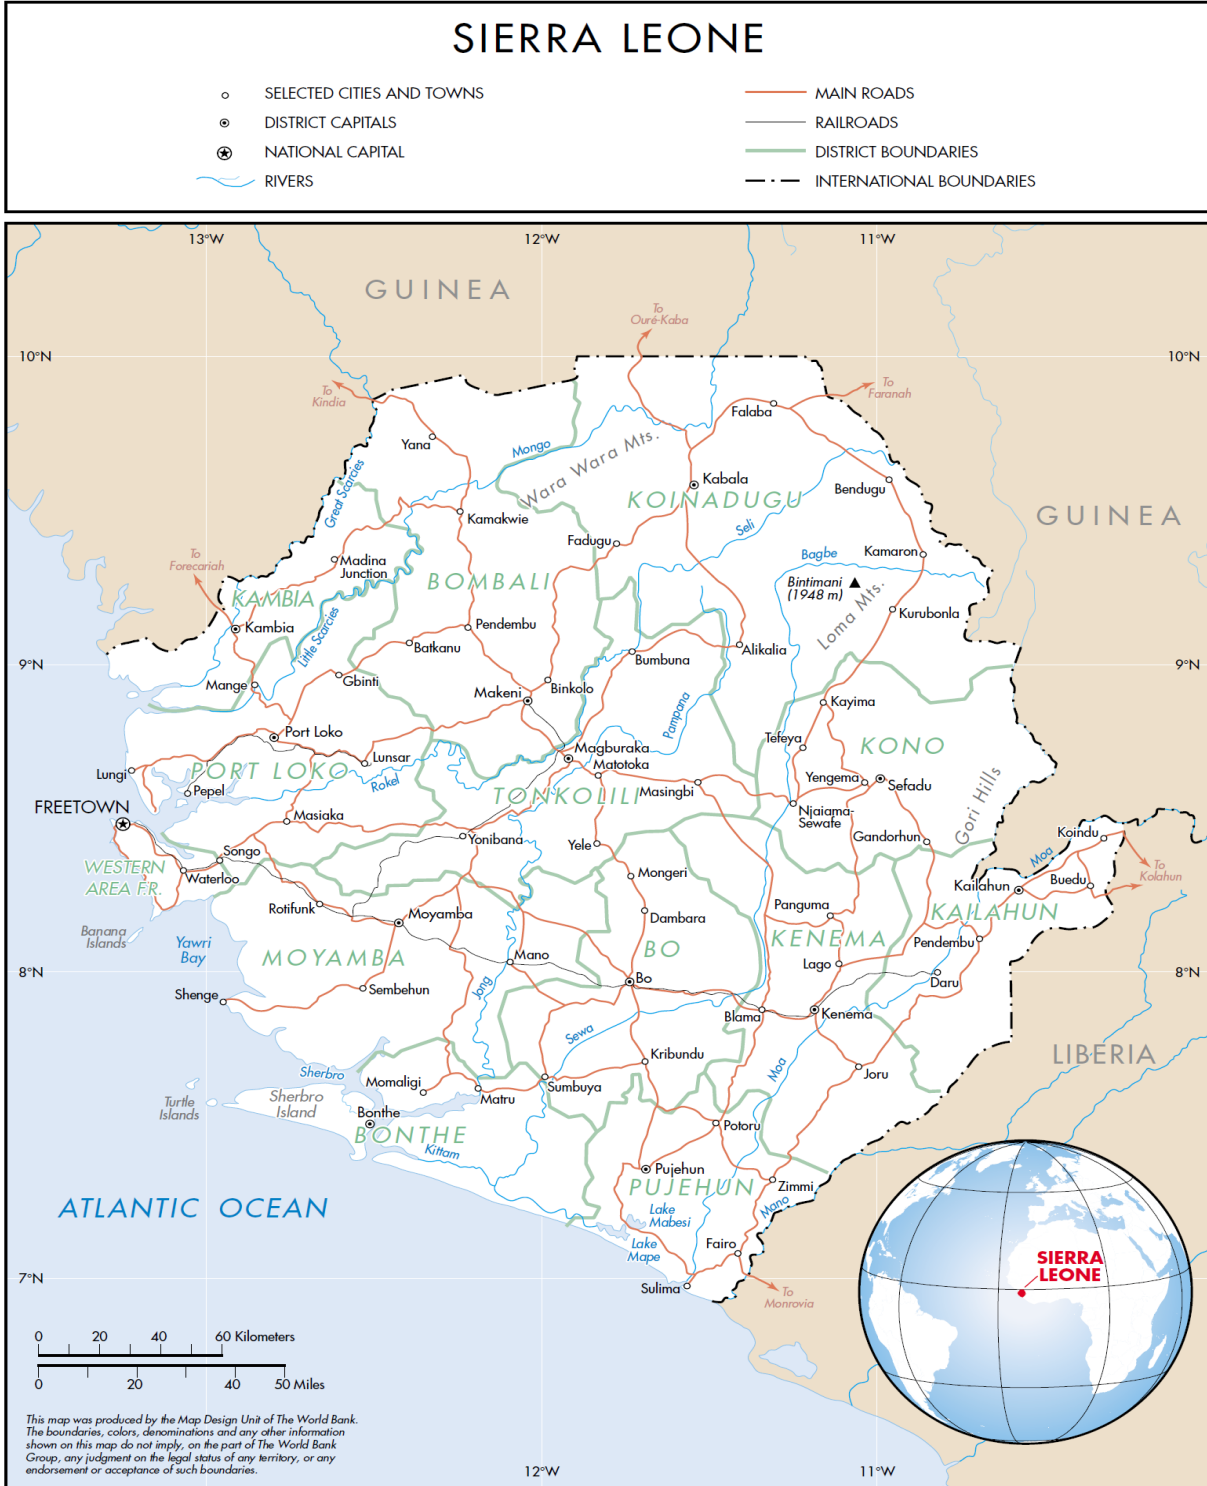 SIERRA LEONE
SELECTED CITIES AND TOWNS
DISTRICT CAPITALS
NATIONAL CAPITAL
RIVERS
MAIN ROADS
RAILROADS
DISTRICT BOUNDARIES
INTERNATIONAL BOUNDARIES
13°W
12°W
11°W
GUINEA
To
Ouré-Kaba
10°N
10°N
To
Kindia
To
Faranah
Falaba
Yana
Mongo
Wara Wara Mts.
Kabala
KOINADUGU
Bendugu
Great Scarcies
Kamakwie
GUINEA
Seli
Fadugu
Bagbe
Kamaron
To
Forecariah
Madina
Junction
BOMBALI
Bintimani
(1948 m)
KAMBIA
Loma Mts.
Kurubonla
Kambia
Little Scarcies
Pendembu
Batkanu
Alikalia
9°N
Bumbuna
9°N
Mange
Gbinti
Makeni
Binkolo
Kayima
Pampana
Port Loko
Tefeya
KONO
Magburaka
Lunsar
Matotoka
Lungi
PORT LOKO
Rokel
Masingbi
Yengema
Sefadu
Pepel
TONKOLILI
Gori Hills
FREETOWN
Masiaka
Njaiama-
Sewafe
Yonibana
Yele
Gandorhun
Koindu
Songo
Moa
WESTERN
AREA F.R.
Waterloo
Mongeri
Kailahun
Buedu
To
Kolahun
Rotifunk
Moyamba
Dambara
Panguma
KAILAHUN
Banana
Islands
Yawri
Bay
MOYAMBA
Mano
BO
KENEMA
Pendembu
Lago
8°N
8°N
Bo
Daru
Shenge
Sembehun
Jong
Blama
Kenema
Sewa
Kribundu
LIBERIA
Moa
Sherbro
Momaligi
Joru
Turtle
Islands
Sherbro
Island
Matru
Sumbuya
Bonthe
BONTHE
Potoru
Kittam
Pujehun
PUJEHUN
Zimmi
ATLANTIC OCEAN
Lake
Mabesi
Mano
Lake
Mape
Fairo
SIERRA
LEONE
7°N
Sulima
To
Monrovia
0 20 40 60 Kilometers
0 20 40 50 Miles
This map was produced by the Map Design Unit of The World Bank.
The boundaries, colors, denominations and any other information
shown on this map do not imply, on the part of The World Bank
Group, any judgment on the legal status of any territory, or any
endorsement or acceptance of such boundaries.
12°W
11°W